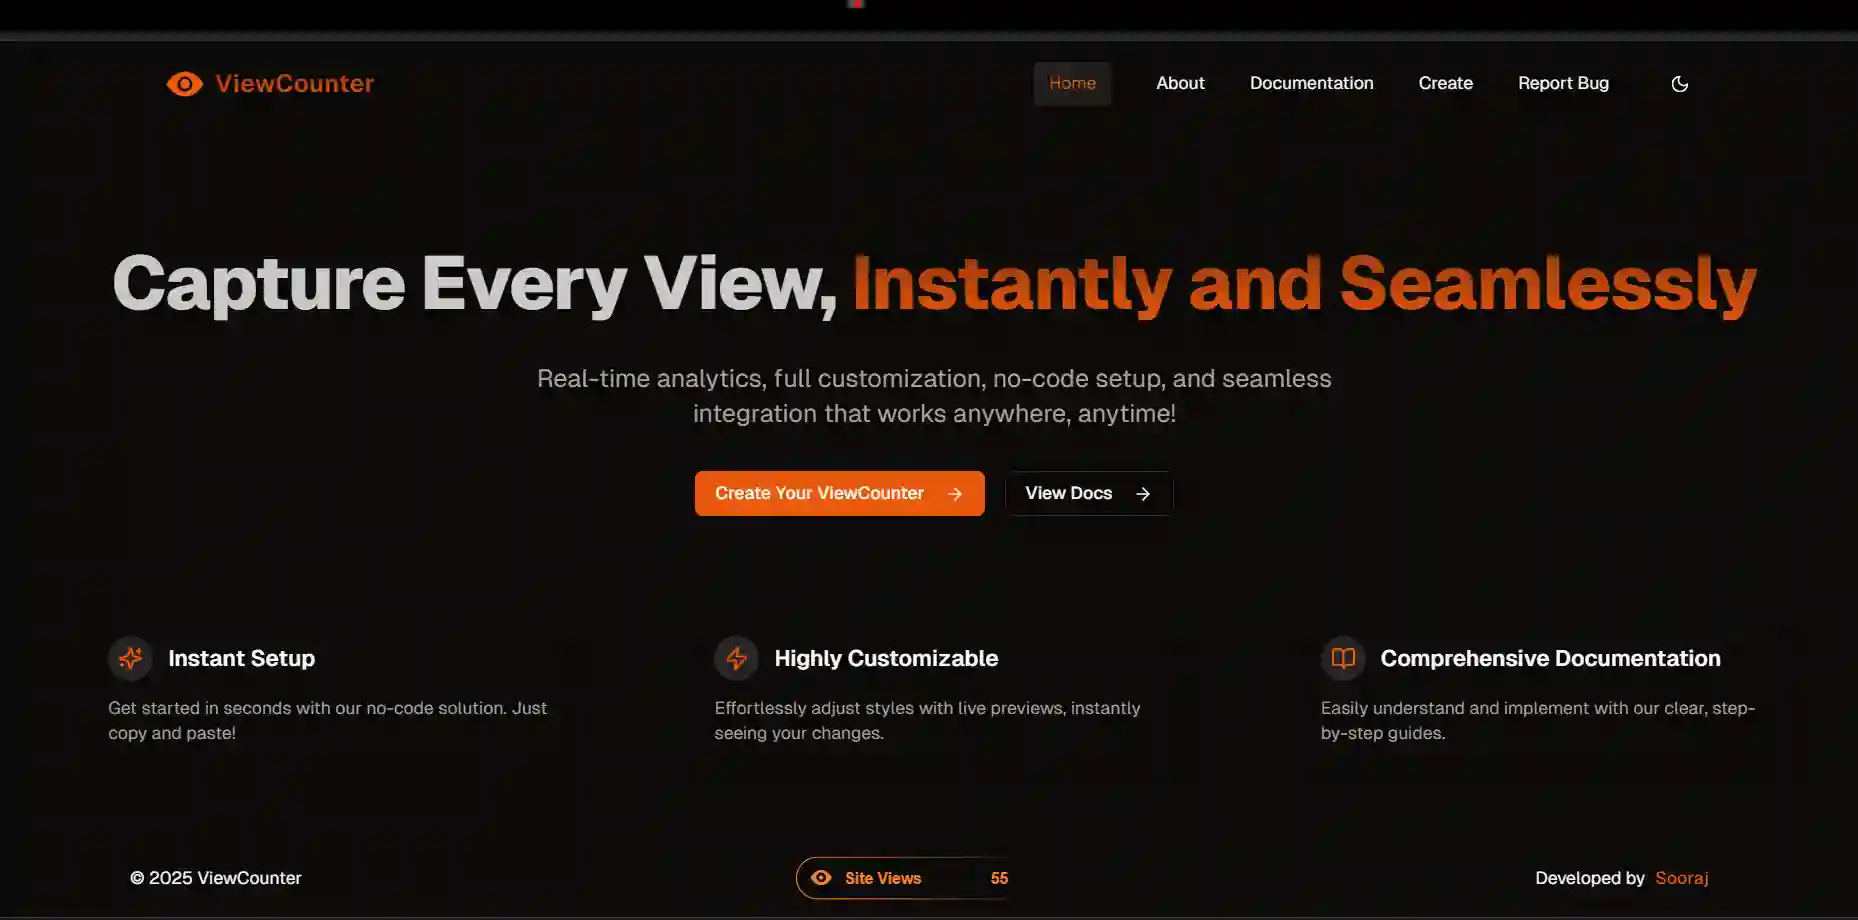 ViewCounter
Home About Documentation Create Report Bug
Capture Every View, Instantly and Seamlessly
Real-time analytics, full customization, no-code setup, and seamless
integration that works anywhere, anytime!
Create Your ViewCounter → View Docs →
Instant Setup
Get started in seconds with our no-code solution. Just
copy and paste!
Highly Customizable
Effortlessly adjust styles with live previews, instantly
seeing your changes.
Comprehensive Documentation
Easily understand and implement with our clear, step-
by-step guides.
© 2025 ViewCounter
Site Views 55
Developed by Sooraj